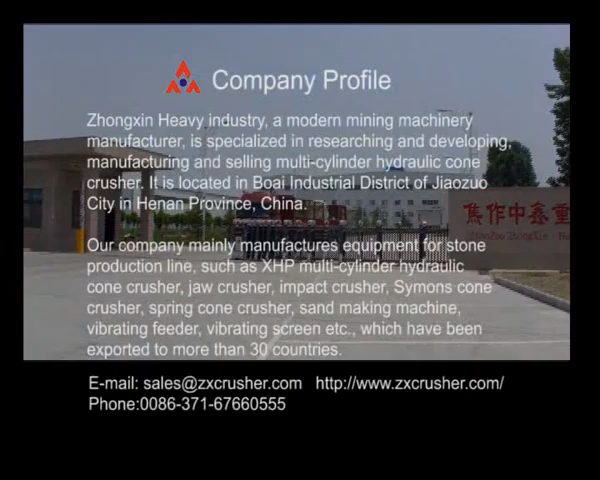 Company Profile
Zhongxin Heavy industry, a modern mining machinery
manufacturer, is specialized in researching and developing,
manufacturing and selling multi-cylinder hydraulic cone
crusher. It is located in Boai Industrial District of Jiaozuo
City in Henan Province, China.
焦作中鑫重
JiaoZuo ZhongXin He
Our company mainly manufactures equipment for stone
production line, such as XHP multi-cylinder hydraulic
cone crusher, jaw crusher, impact crusher, Symons cone
crusher, spring cone crusher, sand making machine,
vibrating feeder, vibrating screen etc., which have been
exported to more than 30 countries.
E-mail: sales@zxcrusher.com http://www.zxcrusher.com/
Phone:0086-371-67660555